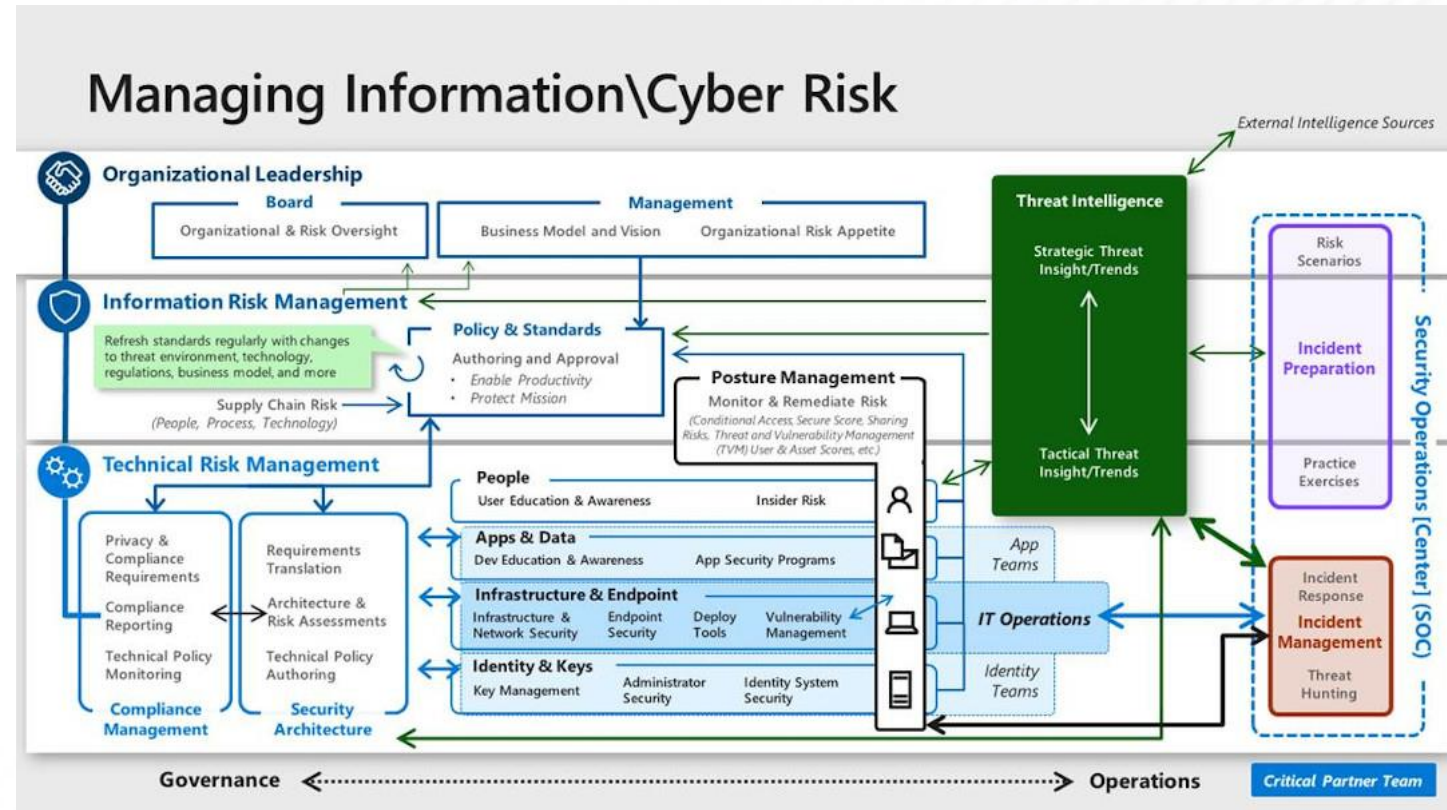 Managing Information\Cyber Risk
External Intelligence Sources
Organizational Leadership
Board
Organizational & Risk Oversight
Management
Business Model and Vision
Organizational Risk Appetite
Information Risk Management
Refresh standards regularly with changes
to threat environment, technology,
regulations, business model, and more
Supply Chain Risk
(People, Process, Technology)
Policy & Standards
Authoring and Approval
• Enable Productivity
• Protect Mission
Posture Management
Monitor & Remediate Risk
(Conditional Access, Secure Score, Sharing
Risks, Threat and Vulnerability Management
(TVM) User & Asset Scores, etc.)
Threat Intelligence
Strategic Threat
Insight/Trends
Tactical Threat
Insight/Trends
Risk
Scenarios
Incident
Preparation
Practice
Exercises
Incident
Response
Incident
Management
Threat
Hunting
Security Operations [Center] (SOC)
Technical Risk Management
Privacy &
Compliance
Requirements
Compliance
Reporting
Technical Policy
Monitoring
Compliance
Management
Requirements
Translation
Architecture &
Risk Assessments
Technical Policy
Authoring
Security
Architecture
People
User Education & Awareness
Insider Risk
Apps & Data
Dev Education & Awareness
App Security Programs
App
Teams
Infrastructure & Endpoint
Infrastructure &
Network Security
Endpoint
Security
Deploy
Tools
Vulnerability
Management
IT Operations
Identity & Keys
Key Management
Administrator
Security
Identity System
Security
Identity
Teams
Governance
Operations
Critical Partner Team